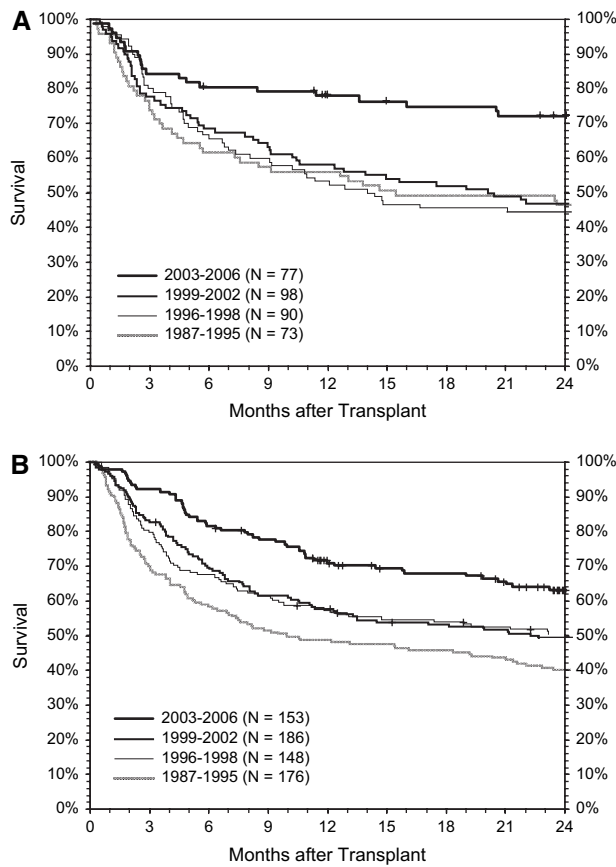 A
100% 100%
90% 90%
80% 80%
70% 70%
60% 60%
50% 50%
40% 40%
30% 30%
20% 20%
10% 10%
0% 0%
Survival
2003-2006 (N = 77)
1999-2002 (N = 98)
1996-1998 (N = 90)
1987-1995 (N = 73)
0 3 6 9 12 15 18 21 24
Months after Transplant
B
100% 100%
90% 90%
80% 80%
70% 70%
60% 60%
50% 50%
40% 40%
30% 30%
20% 20%
10% 10%
0% 0%
Survival
2003-2006 (N = 153)
1999-2002 (N = 186)
1996-1998 (N = 148)
1987-1995 (N = 176)
0 3 6 9 12 15 18 21 24
Months after Transplant